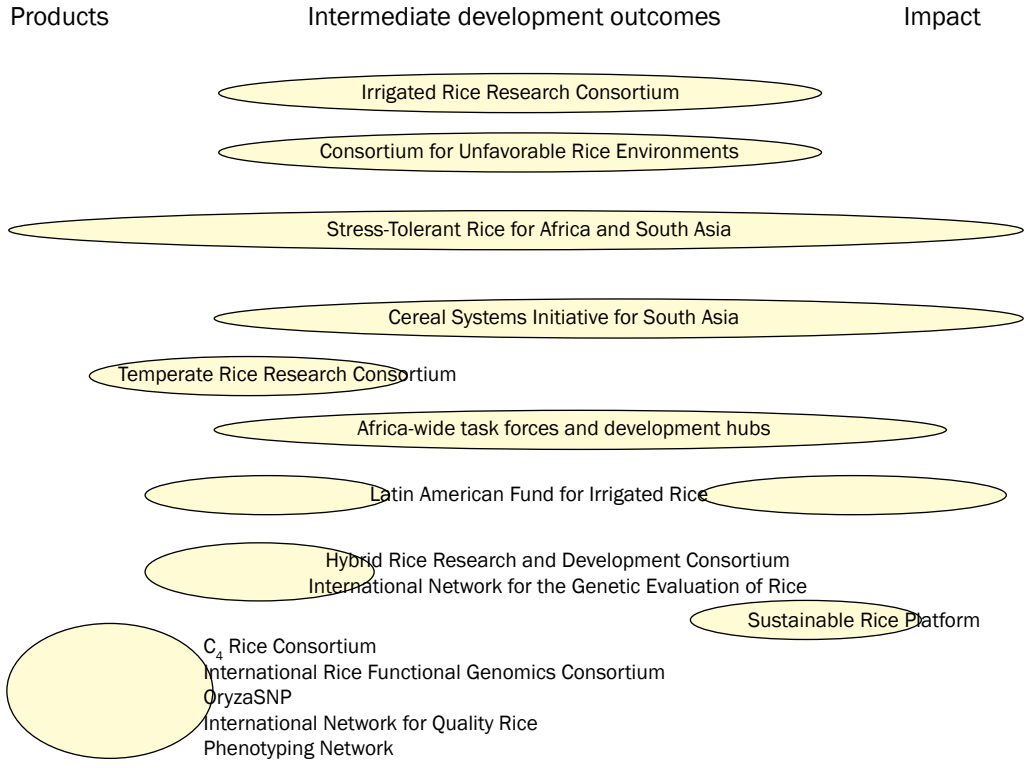 Products Intermediate development outcomes Impact
Irrigated Rice Research Consortium
Consortium for Unfavorable Rice Environments
Stress-Tolerant Rice for Africa and South Asia
Cereal Systems Initiative for South Asia
Temperate Rice Research Consortium
Africa-wide task forces and development hubs
Latin American Fund for Irrigated Rice
Hybrid Rice Research and Development Consortium
International Network for the Genetic Evaluation of Rice
Sustainable Rice Platform
C₄ Rice Consortium
International Rice Functional Genomics Consortium
OryzaSNP
International Network for Quality Rice
Phenotyping Network